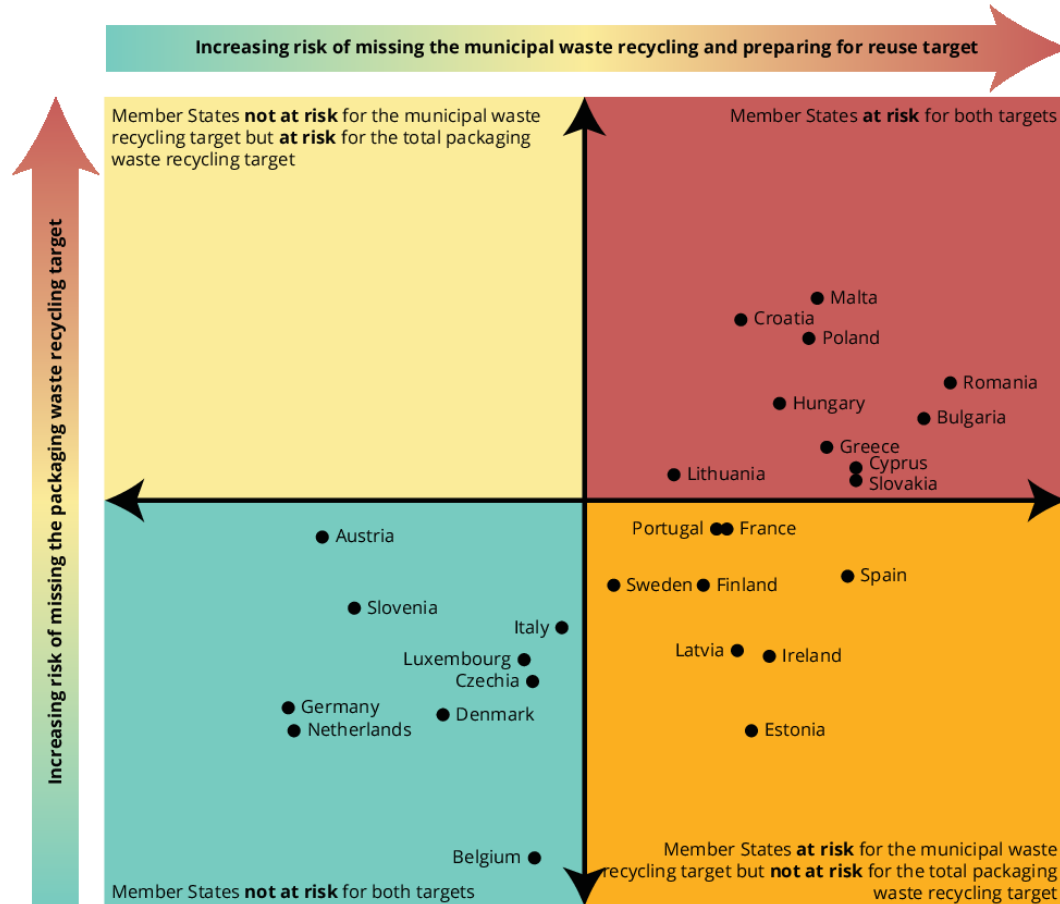 Increasing risk of missing the municipal waste recycling and preparing for reuse target
Increasing risk of missing the packaging waste recycling target
Member States not at risk for the municipal waste
recycling target but at risk for the total packaging
waste recycling target
Member States at risk for both targets
Malta
Croatia
Poland
Romania
Hungary
Bulgaria
Greece
Cyprus
Lithuania
Slovakia
Austria
Slovenia
Italy
Luxembourg
Czechia
Germany
Denmark
Netherlands
Belgium
Member States not at risk for both targets
Portugal
France
Spain
Sweden
Finland
Latvia
Ireland
Estonia
Member States at risk for the municipal waste
recycling target but not at risk for the total packaging
waste recycling target